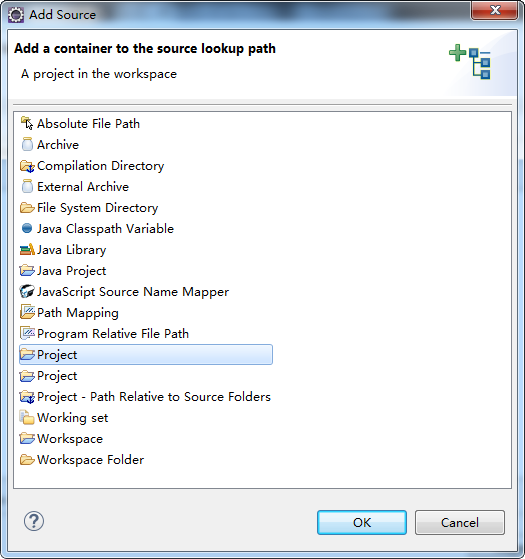 Add Source
Add a container to the source lookup path
A project in the workspace
Absolute File Path
Archive
Compilation Directory
External Archive
File System Directory
Java Classpath Variable
Java Library
Java Project
JavaScript Source Name Mapper
Path Mapping
Program Relative File Path
Project
Project
Project - Path Relative to Source Folders
Working set
Workspace
Workspace Folder
OK
Cancel